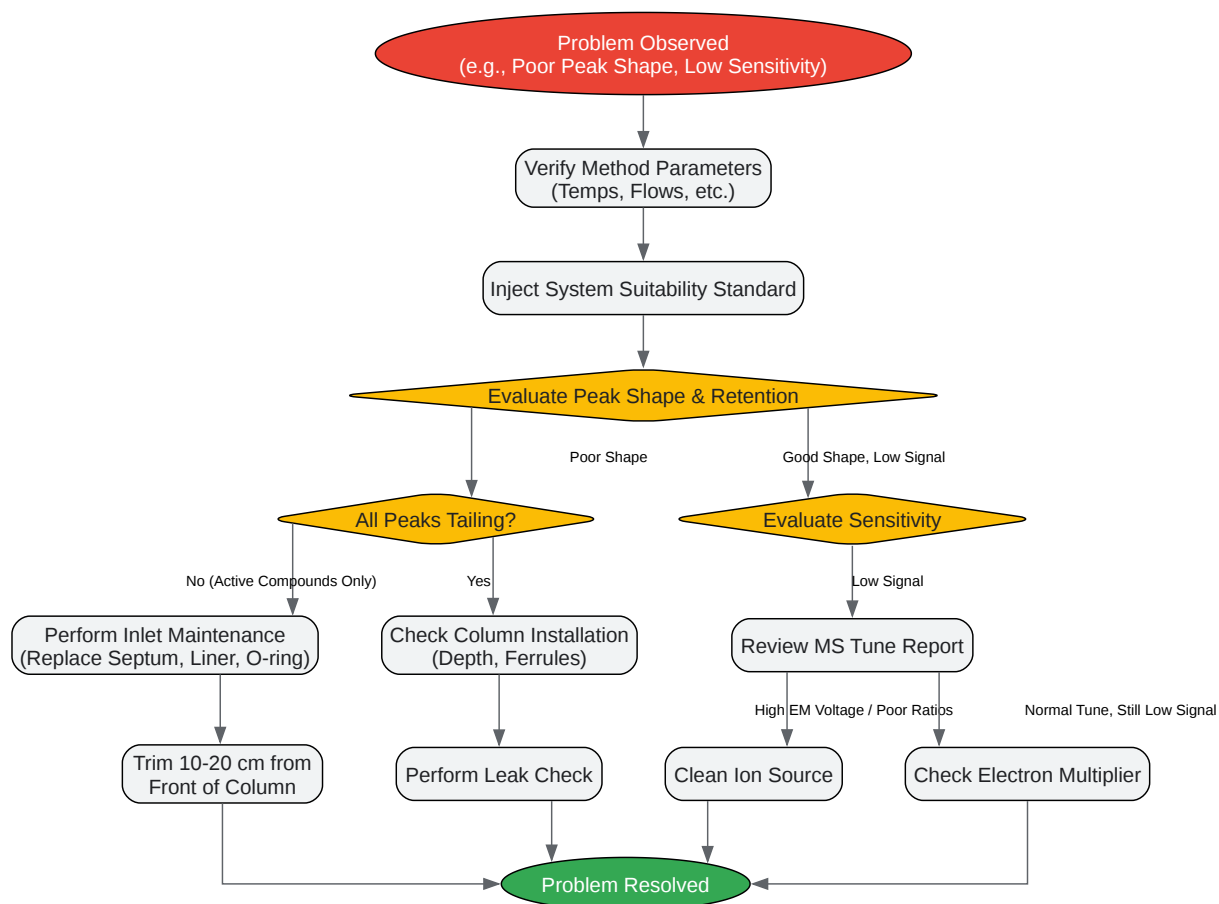 Problem Observed
(e.g., Poor Peak Shape, Low Sensitivity)
Verify Method Parameters
(Temps, Flows, etc.)
Inject System Suitability Standard
Evaluate Peak Shape & Retention
Poor Shape
Good Shape, Low Signal
All Peaks Tailing?
Evaluate Sensitivity
No (Active Compounds Only)
Yes
Low Signal
Perform Inlet Maintenance
(Replace Septum, Liner, O-ring)
Check Column Installation
(Depth, Ferrules)
Review MS Tune Report
High EM Voltage / Poor Ratios
Normal Tune, Still Low Signal
Trim 10-20 cm from
Front of Column
Perform Leak Check
Clean Ion Source
Check Electron Multiplier
Problem Resolved